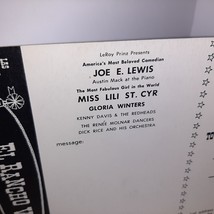 LeRoy Prinz Presents
America's Most Beloved Comedian
JOE E. LEWIS
Austin Mack at the Piano
The Most Fabulous Girl in the World
MISS LILI ST. CYR
GLORIA WINTERS
KENNY DAVIS & THE REDHEADS
THE RENÉE MOLNAR DANCERS
DICK RICE AND HIS ORCHESTRA
message:
EL RANCHO